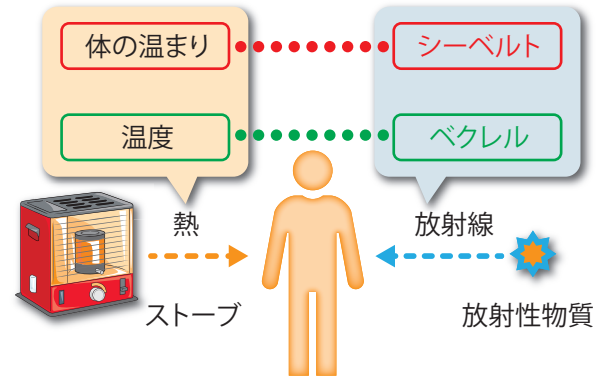 体の温まり
シーベルト
温度
ベクレル
熱
放射線
ストーブ
放射性物質